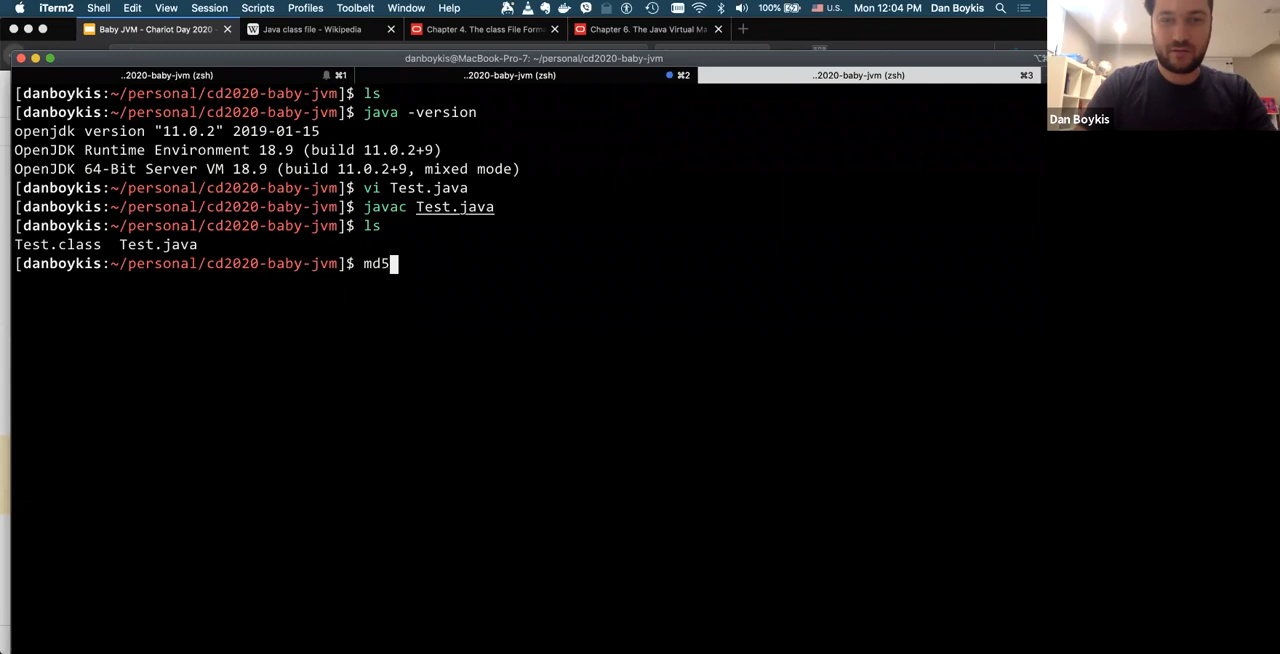 iTerm2 Shell Edit View Session Scripts Profiles Toolbelt Window Help 100% U.S. Mon 12:04 PM Dan Boykis
Baby JVM - Chariot Day 2020 - Java class file - Wikipedia Chapter 4. The class File Form Chapter 6. The Java Virtual Ma
danboykis@MacBook-Pro-7: ~/personal/cd2020-baby-jvm
..2020-baby-jvm (zsh) ⌘1 ..2020-baby-jvm (zsh) ⌘2 ..2020-baby-jvm (zsh) ⌘3
[danboykis:~/personal/cd2020-baby-jvm]$ ls
[danboykis:~/personal/cd2020-baby-jvm]$ java -version
openjdk version "11.0.2" 2019-01-15
OpenJDK Runtime Environment 18.9 (build 11.0.2+9)
OpenJDK 64-Bit Server VM 18.9 (build 11.0.2+9, mixed mode)
[danboykis:~/personal/cd2020-baby-jvm]$ vi Test.java
[danboykis:~/personal/cd2020-baby-jvm]$ javac Test.java
[danboykis:~/personal/cd2020-baby-jvm]$ ls
Test.class Test.java
[danboykis:~/personal/cd2020-baby-jvm]$ md5
Dan Boykis